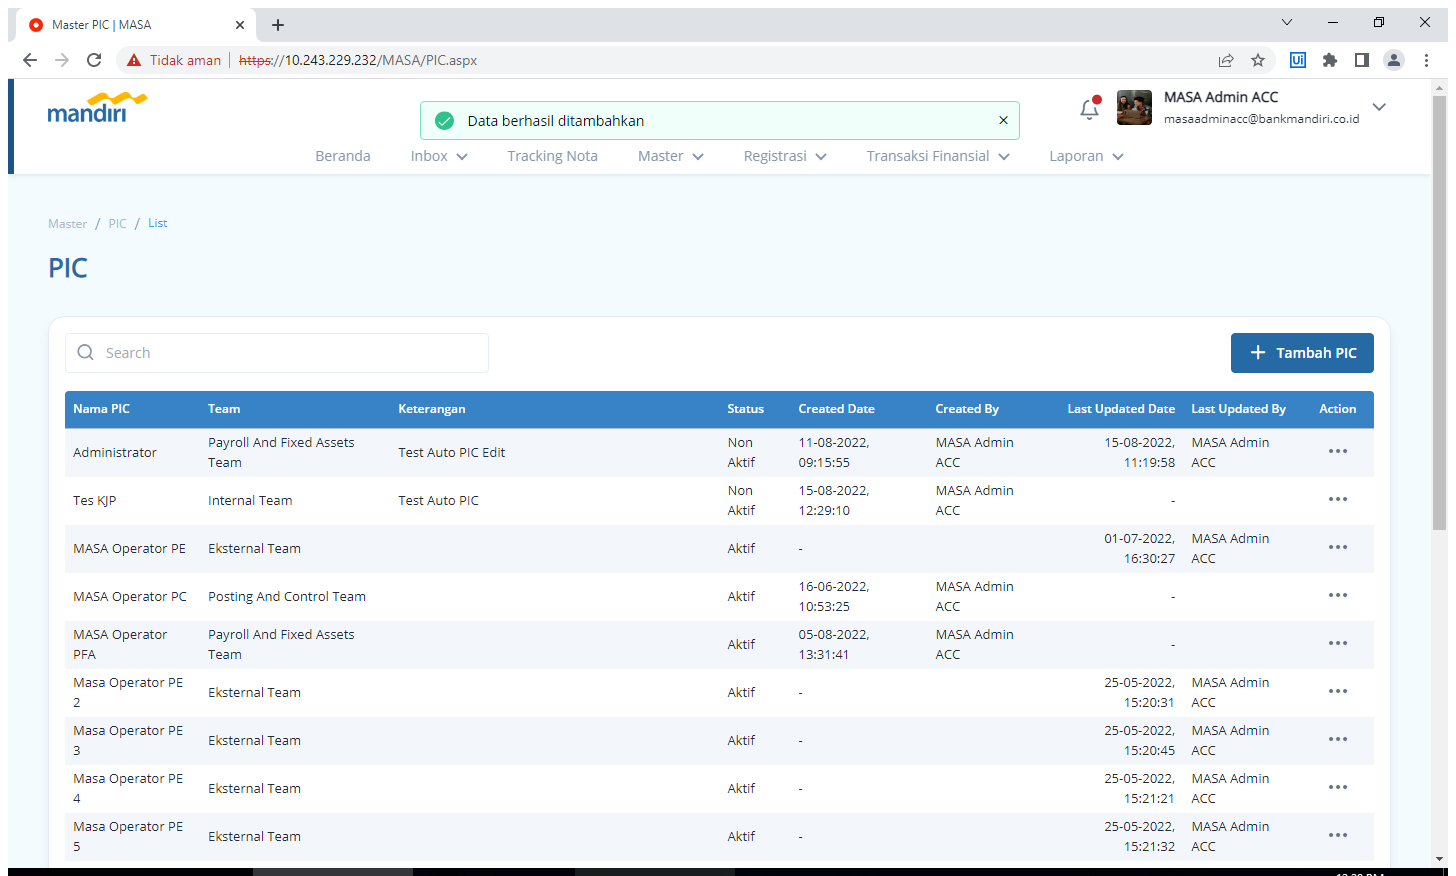 Master PIC | MASA
Tidak aman
https://10.243.229.232/MASA/PIC.aspx
Ui
mandiri
Data berhasil ditambahkan
MASA Admin ACC
masaadminacc@bankmandiri.co.id
Beranda Inbox Tracking Nota Master Registrasi Transaksi Finansial Laporan
Master / PIC / List
PIC
Search
Tambah PIC
Nama PIC Team Keterangan Status Created Date Created By Last Updated Date Last Updated By Action
Administrator Payroll And Fixed Assets Team Test Auto PIC Edit Non Aktif 11-08-2022, 09:15:55 MASA Admin ACC 15-08-2022, 11:19:58 MASA Admin ACC
Tes KJP Internal Team Test Auto PIC Non Aktif 15-08-2022, 12:29:10 MASA Admin ACC -
MASA Operator PE Eksternal Team Aktif - 01-07-2022, 16:30:27 MASA Admin ACC
MASA Operator PC Posting And Control Team Aktif 16-06-2022, 10:53:25 MASA Admin ACC -
MASA Operator PFA Payroll And Fixed Assets Team Aktif 05-08-2022, 13:31:41 MASA Admin ACC -
Masa Operator PE 2 Eksternal Team Aktif - 25-05-2022, 15:20:31 MASA Admin ACC
Masa Operator PE 3 Eksternal Team Aktif - 25-05-2022, 15:20:45 MASA Admin ACC
Masa Operator PE 4 Eksternal Team Aktif - 25-05-2022, 15:21:21 MASA Admin ACC
Masa Operator PE 5 Eksternal Team Aktif - 25-05-2022, 15:21:32 MASA Admin ACC